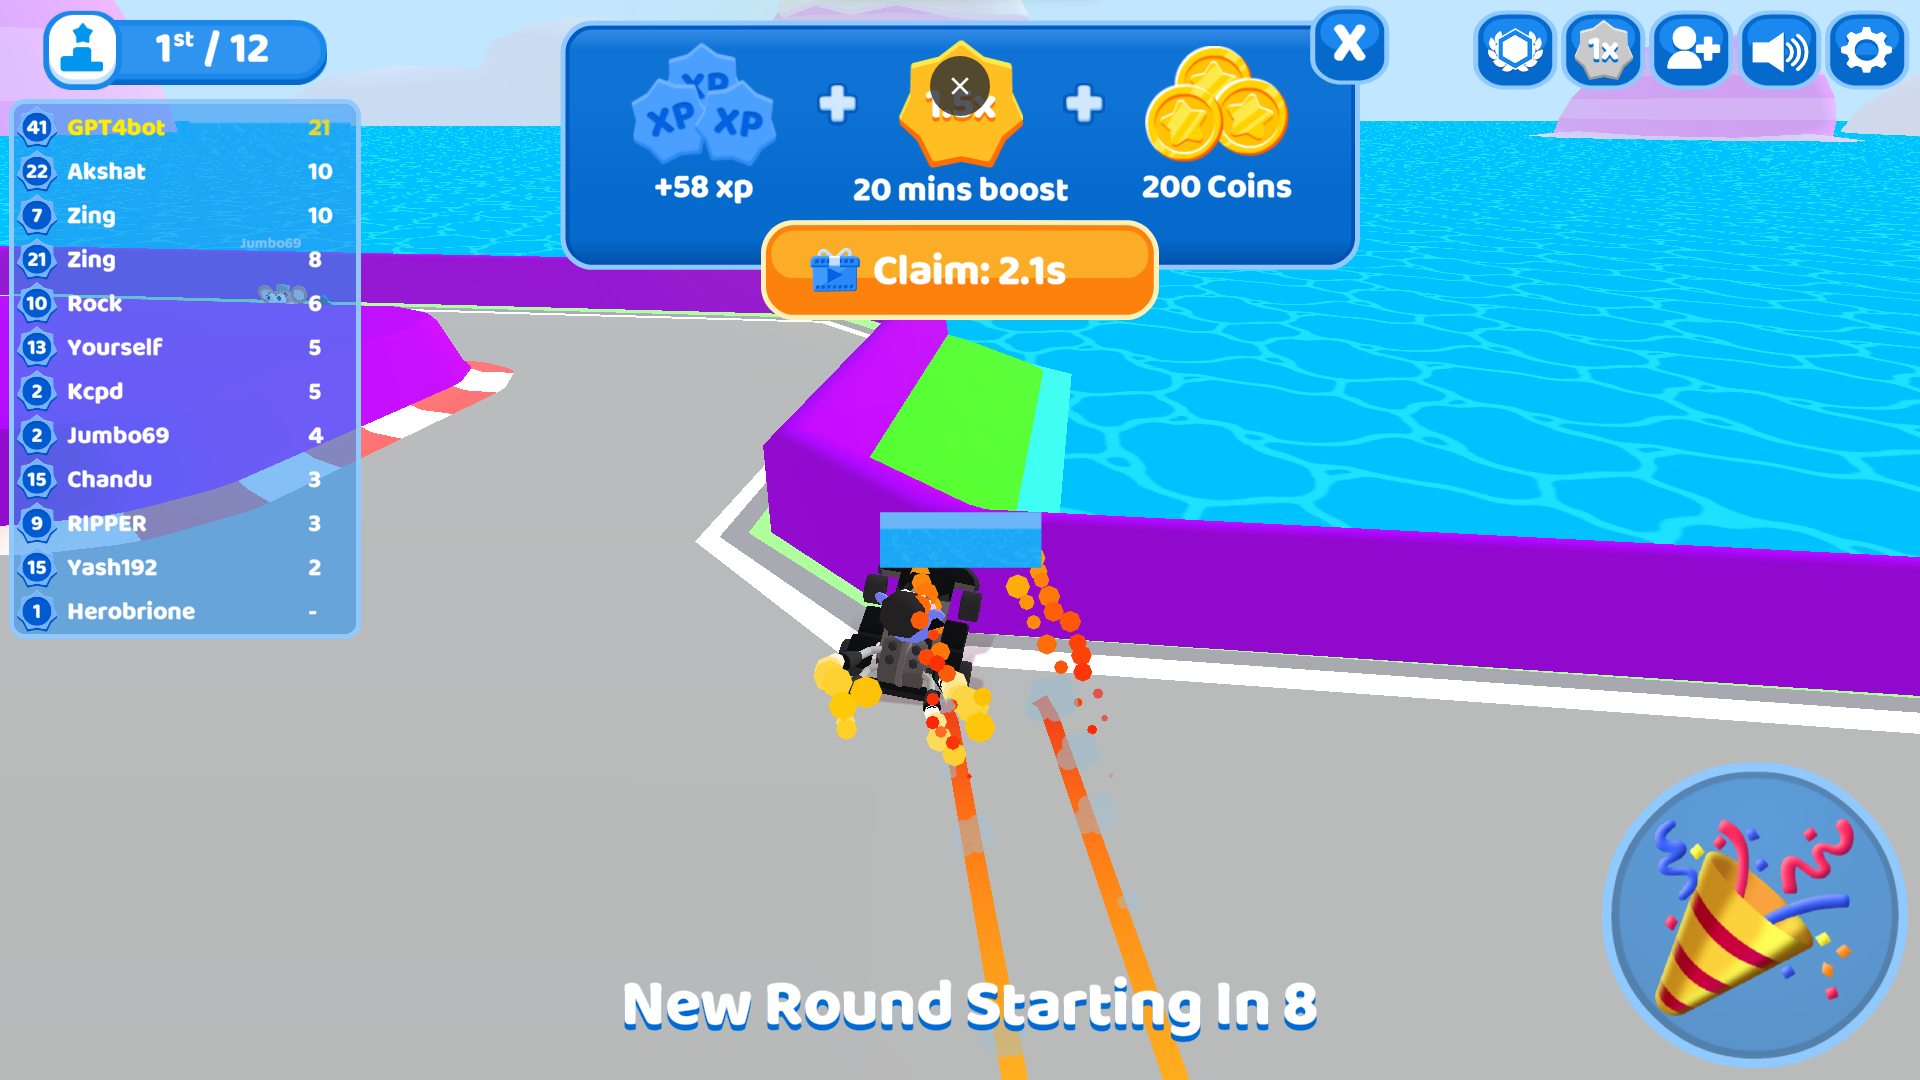 1st / 12
41 GPT4bot 21
22 Akshat 10
7 Zing 10
Jumbo69
21 Zing 8
10 Rock 6
13 Yourself 5
2 Kcpd 5
2 Jumbo69 4
15 Chandu 3
9 RIPPER 3
15 Yash192 2
1 Herobrione -
XP XP XP
+
1.5x
+
X
1x
+58 xp
20 mins boost
200 Coins
Claim: 2.1s
New Round Starting In 8